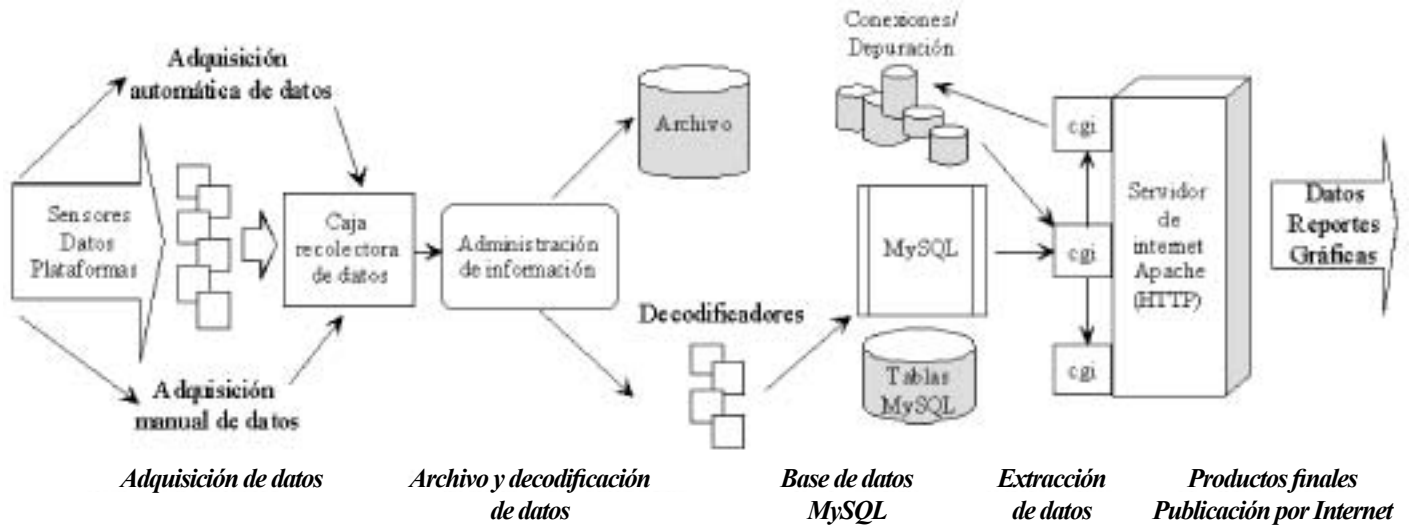 Adquisición
automática de datos
Sensores
Datos
Plataformas
Adquisición
manual de datos
Caja
recolectora
de datos
Administración
de información
Archivo
Decodificadores
Conexiones/
Depuración
MySQL
Tablas
MySQL
cgi
cgi
cgi
Servidor
de
internet
Apache
(HTTP)
Datos
Reportes
Gráficas
Adquisición de datos
Archivo y decodificación
de datos
Base de datos
MySQL
Extracción
de datos
Productos finales
Publicación por Internet